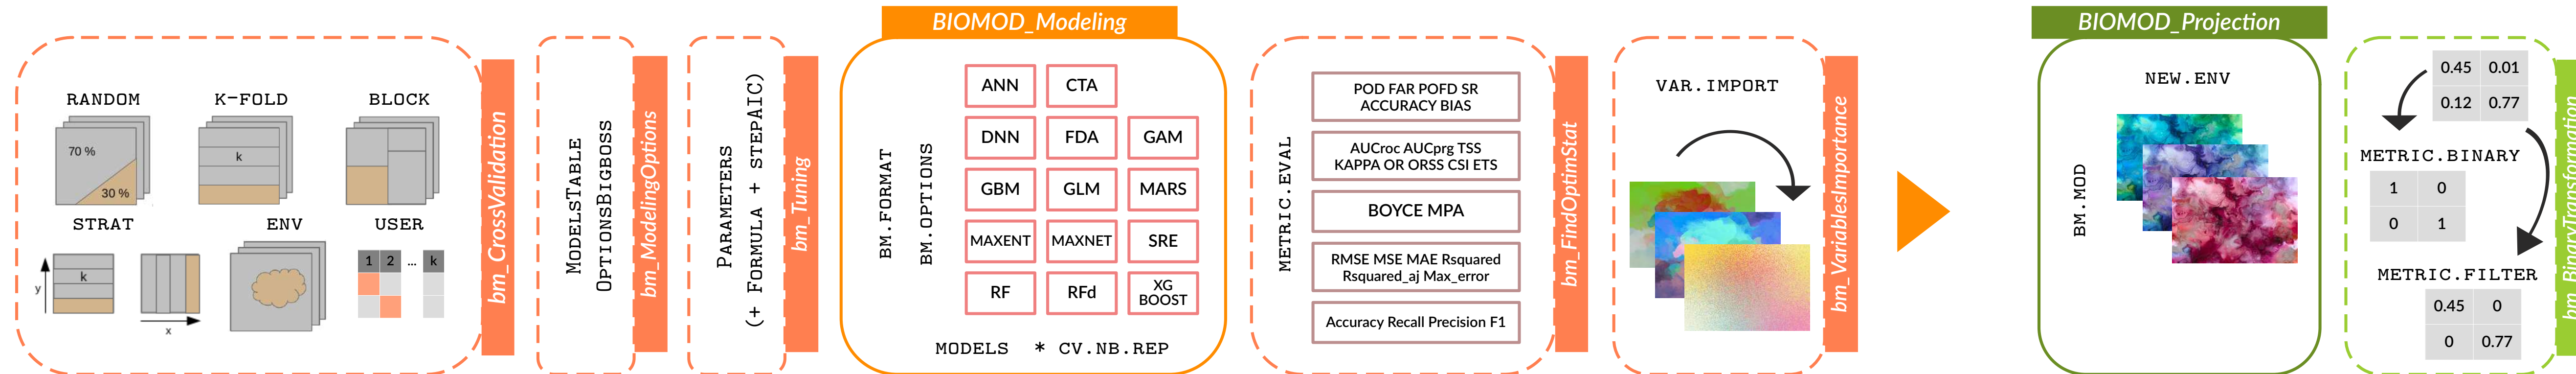 RANDOM
K-FOLD
BLOCK
70 %
30 %
k
STRAT
ENV
USER
k
y
x
1 2 ... k
bm_CrossValidation
MODELSTABLE
OPTIONSBIGBOSS
bm_ModelingOptions
PARAMETERS
(+ FORMULA + STEPAIC)
bm_Tuning
BIOMOD_Modeling
BM.FORMAT
BM.OPTIONS
ANN CTA
DNN FDA GAM
GBM GLM MARS
MAXENT MAXNET SRE
RF RFd XG
BOOST
MODELS * CV.NB.REP
METRIC.EVAL
POD FAR POFD SR
ACCURACY BIAS
AUCroc AUCprg TSS
KAPPA OR ORSS CSI ETS
BOYCE MPA
RMSE MSE MAE Rsquared
Rsquared_aj Max_error
Accuracy Recall Precision F1
bm_FindOptimStat
VAR.IMPORT
bm_VariablesImportance
BIOMOD_Projection
NEW.ENV
BM.MOD
0.45 0.01
0.12 0.77
METRIC.BINARY
1 0
0 1
METRIC.FILTER
0.45 0
0 0.77
bm_BinaryTransformation